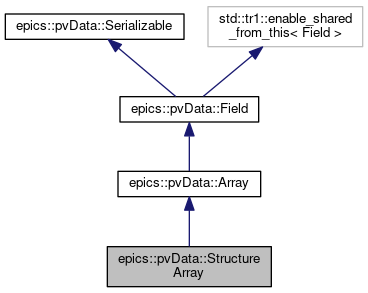 epics::pvData::Serializable
std::tr1::enable_shared
_from_this< Field >
epics::pvData::Field
epics::pvData::Array
epics::pvData::Structure
Array